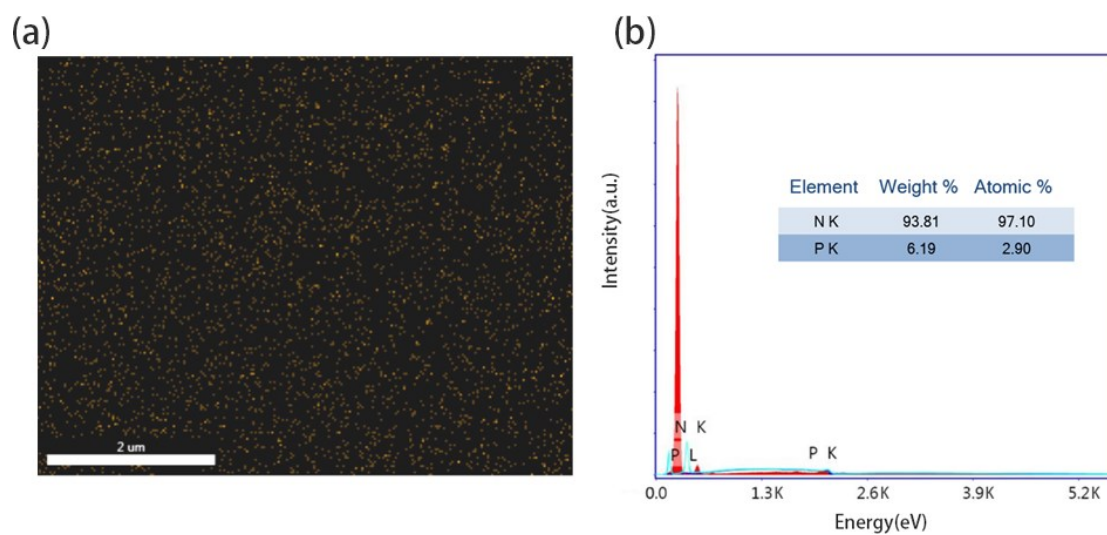 (a)
2 um
(b)
Intensity(a.u.)
Element Weight % Atomic %
N K 93.81 97.10
P K 6.19 2.90
N K
P L
P K
0.0 1.3K 2.6K 3.9K 5.2K
Energy(eV)